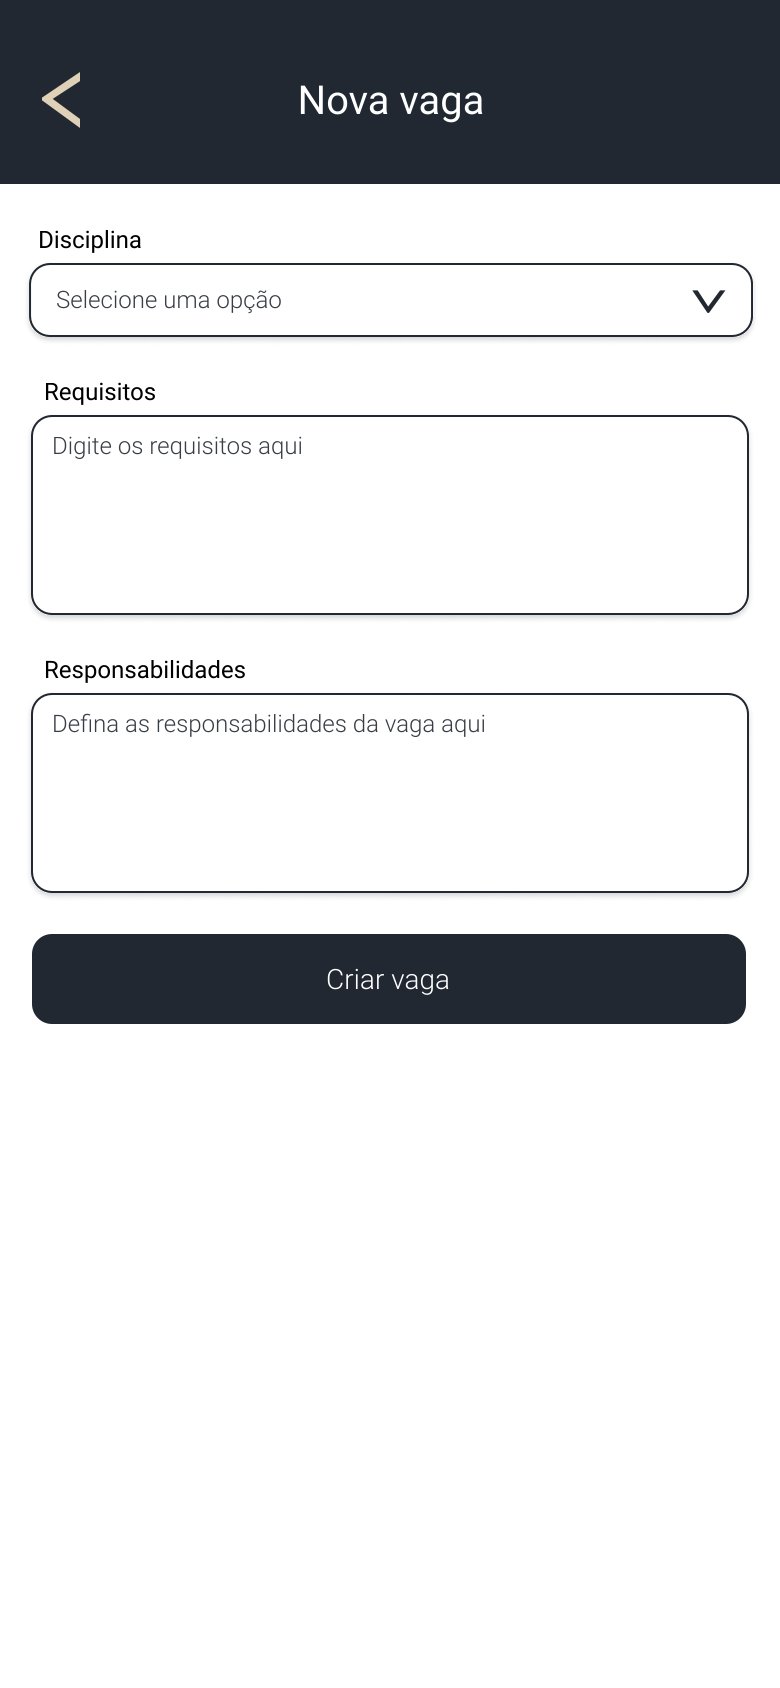 Nova vaga
Disciplina
Selecione uma opção
Requisitos
Digite os requisitos aqui
Responsabilidades
Defina as responsabilidades da vaga aqui
Criar vaga